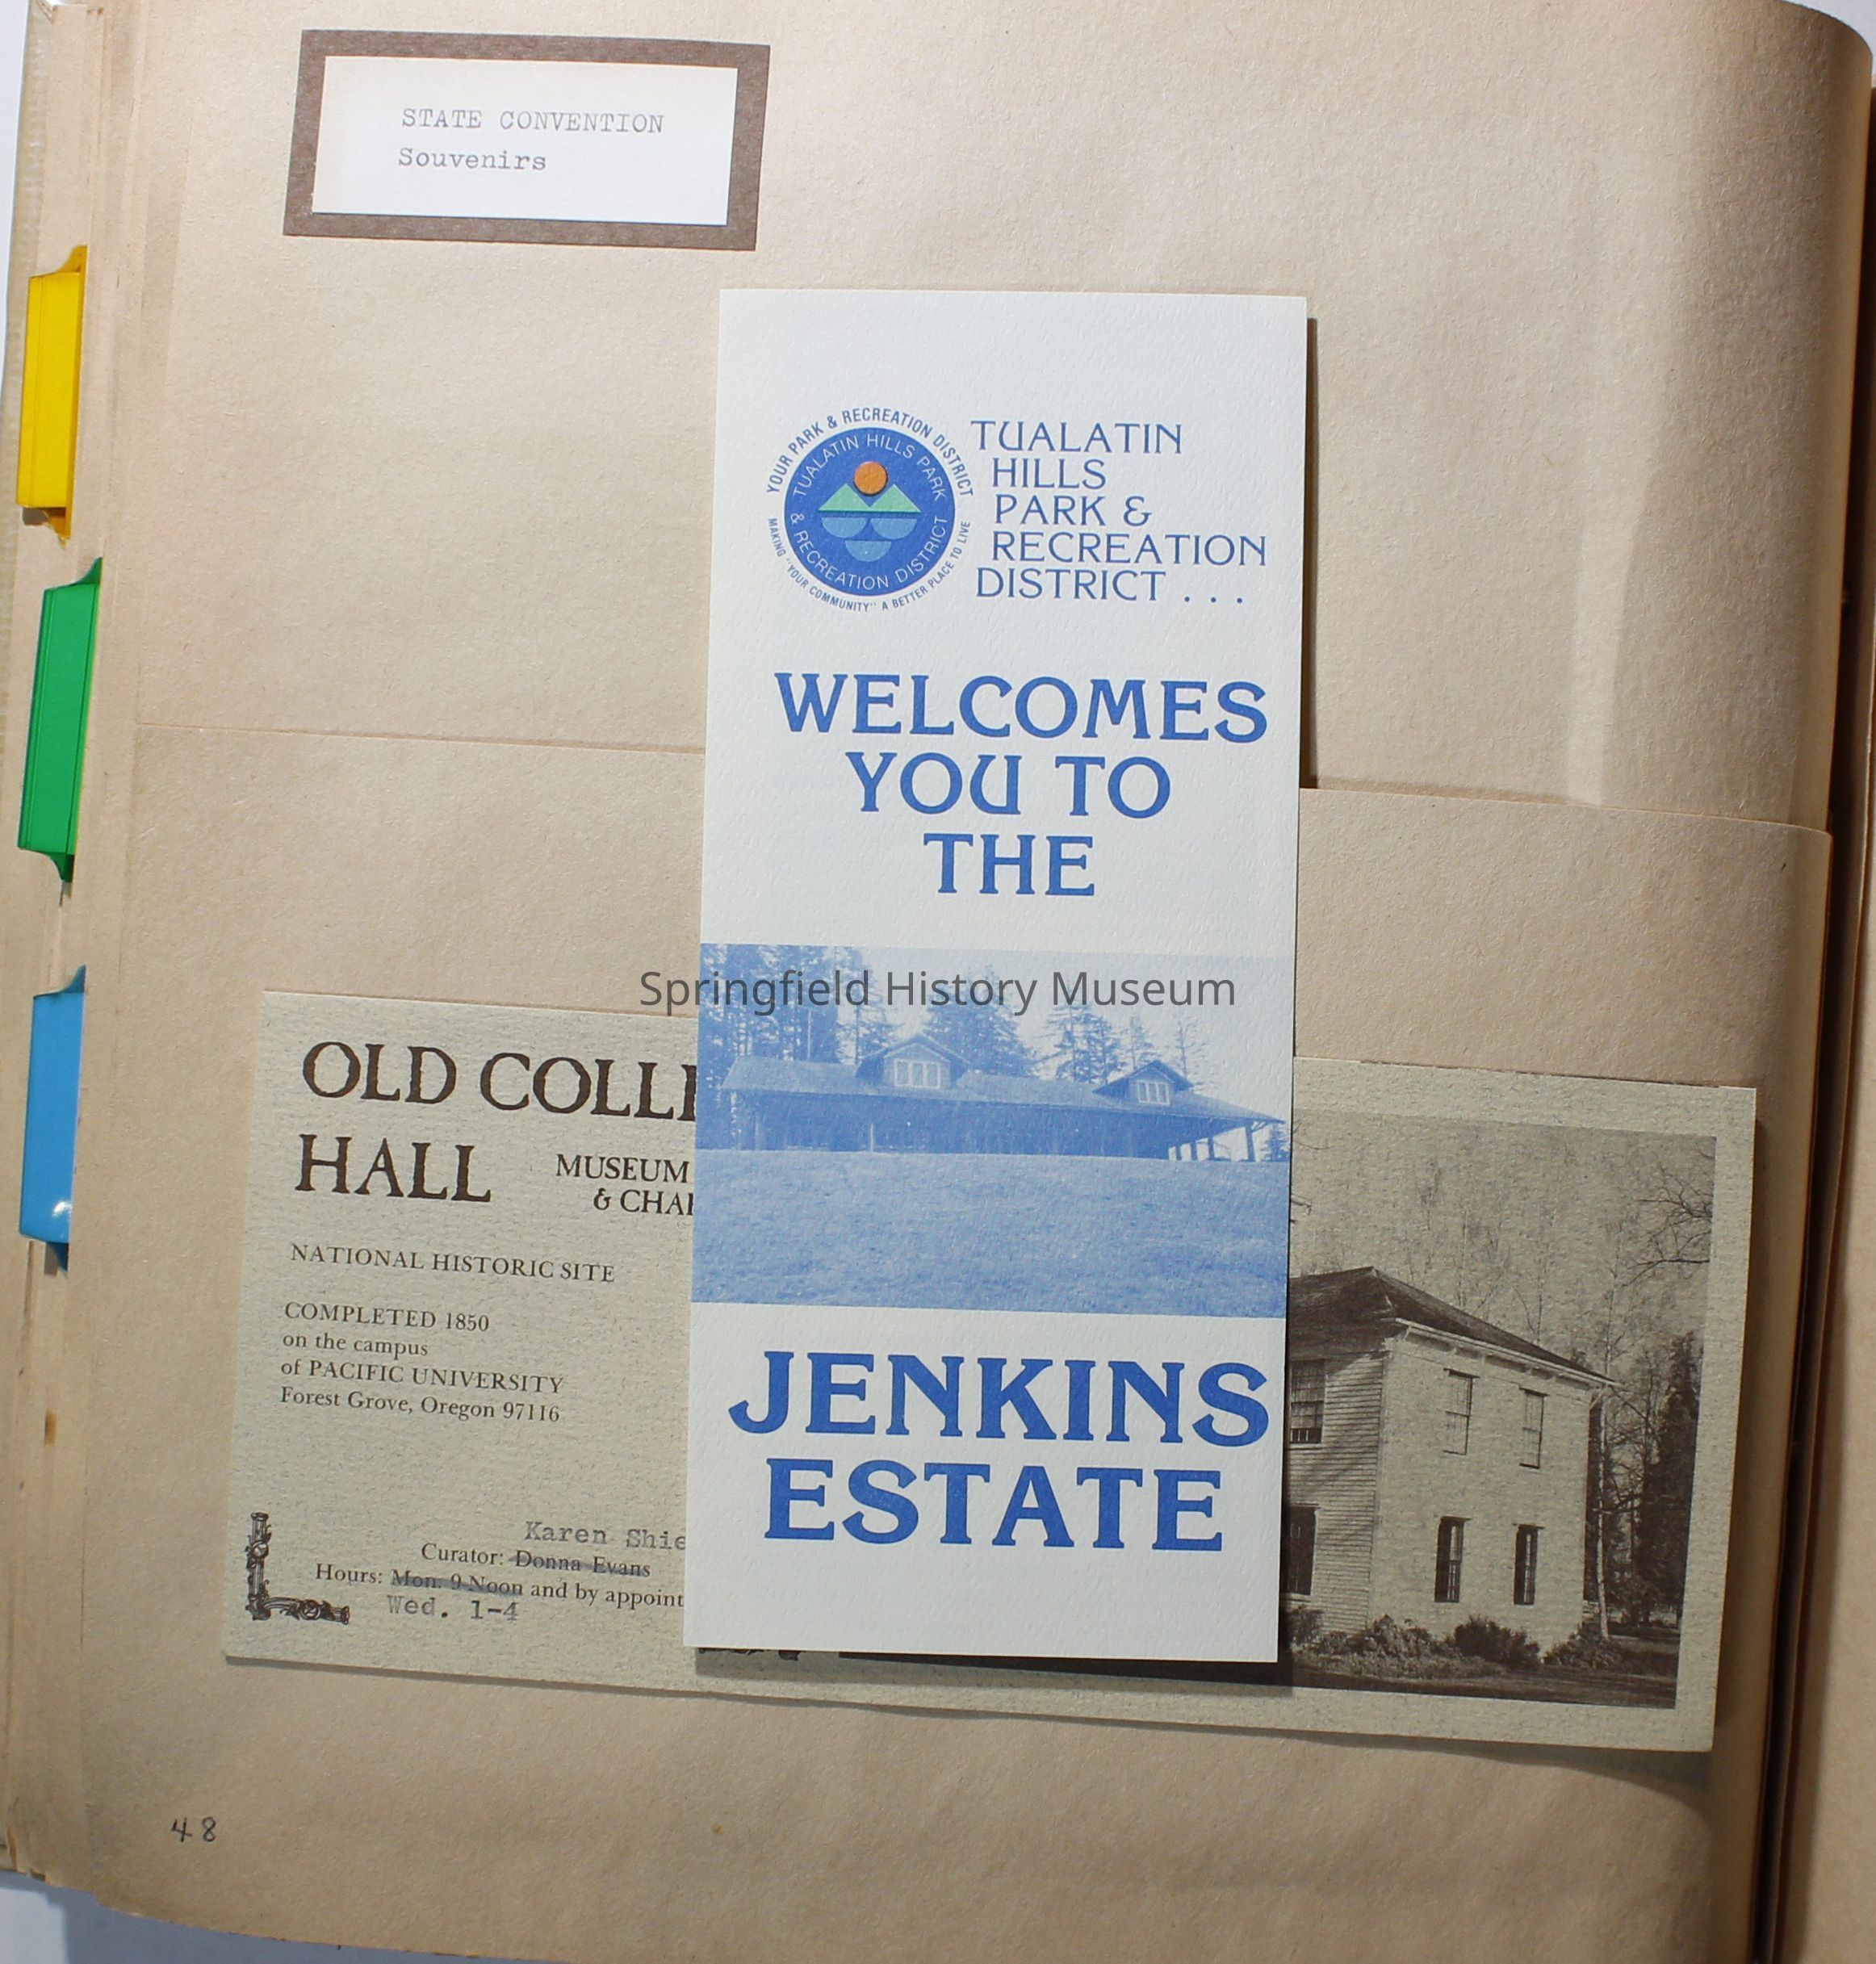 STATE CONVENTION
Souvenirs
YOUR PARK & RECREATION DISTRICT
MAKING "YOUR COMMUNITY" A BETTER PLACE TO LIVE
TUALATIN HILLS PARK
& RECREATION DISTRICT
TUALATIN
HILLS
PARK &
RECREATION
DISTRICT . . .
WELCOMES
YOU TO
THE
Springfield History Museum
JENKINS
ESTATE
OLD COLLE
HALL
MUSEUM
& CHA
NATIONAL HISTORIC SITE
COMPLETED 1850
on the campus
of PACIFIC UNIVERSITY
Forest Grove, Oregon 97116
Karen Shie
Curator: Donna Evans
Hours: Mon. 9-Noon and by appoint
Wed. 1-4
48